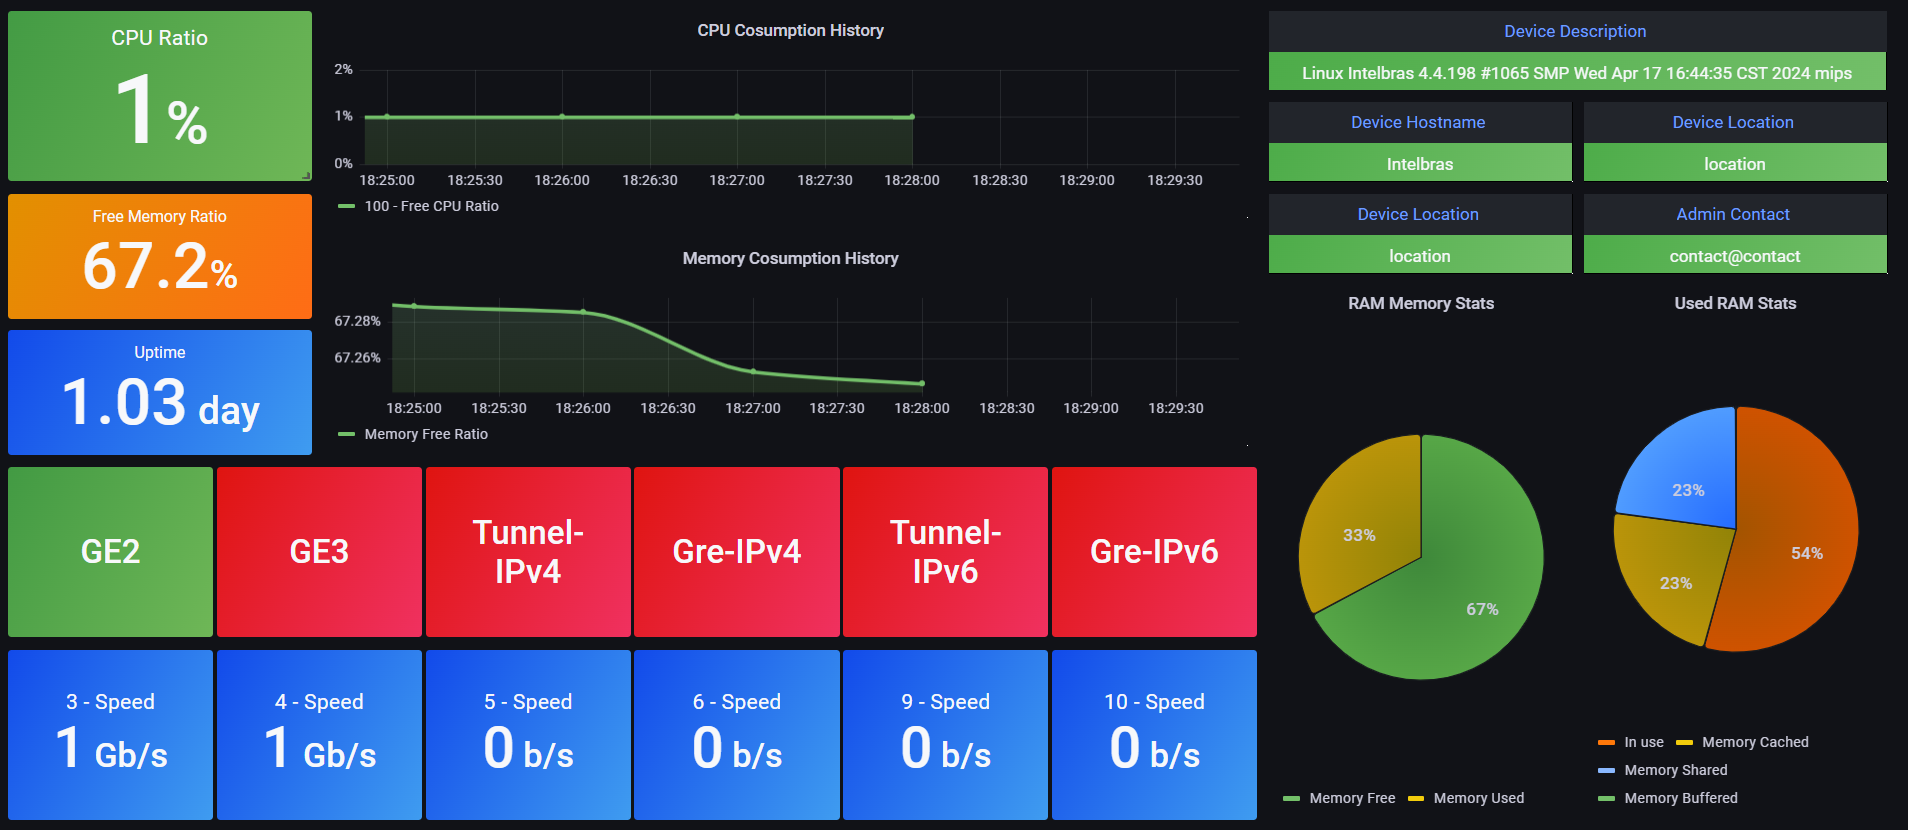 CPU Ratio
1%
Free Memory Ratio
67.2%
Uptime
1.03 day
CPU Cosumption History
2%
1%
0%
18:25:00 18:25:30 18:26:00 18:26:30 18:27:00 18:27:30 18:28:00 18:28:30 18:29:00 18:29:30
100 - Free CPU Ratio
Memory Cosumption History
67.28%
67.26%
18:25:00 18:25:30 18:26:00 18:26:30 18:27:00 18:27:30 18:28:00 18:28:30 18:29:00 18:29:30
Memory Free Ratio
Device Description
Linux Intelbras 4.4.198 #1065 SMP Wed Apr 17 16:44:35 CST 2024 mips
Device Hostname
Intelbras
Device Location
location
Device Location
location
Admin Contact
contact@contact
GE2
GE3
Tunnel-
IPv4
Gre-IPv4
Tunnel-
IPv6
Gre-IPv6
3 - Speed
1 Gb/s
4 - Speed
1 Gb/s
5 - Speed
0 b/s
6 - Speed
0 b/s
9 - Speed
0 b/s
10 - Speed
0 b/s
RAM Memory Stats
33%
67%
Memory Free Memory Used
Used RAM Stats
23%
54%
23%
In use Memory Cached
Memory Shared
Memory Buffered